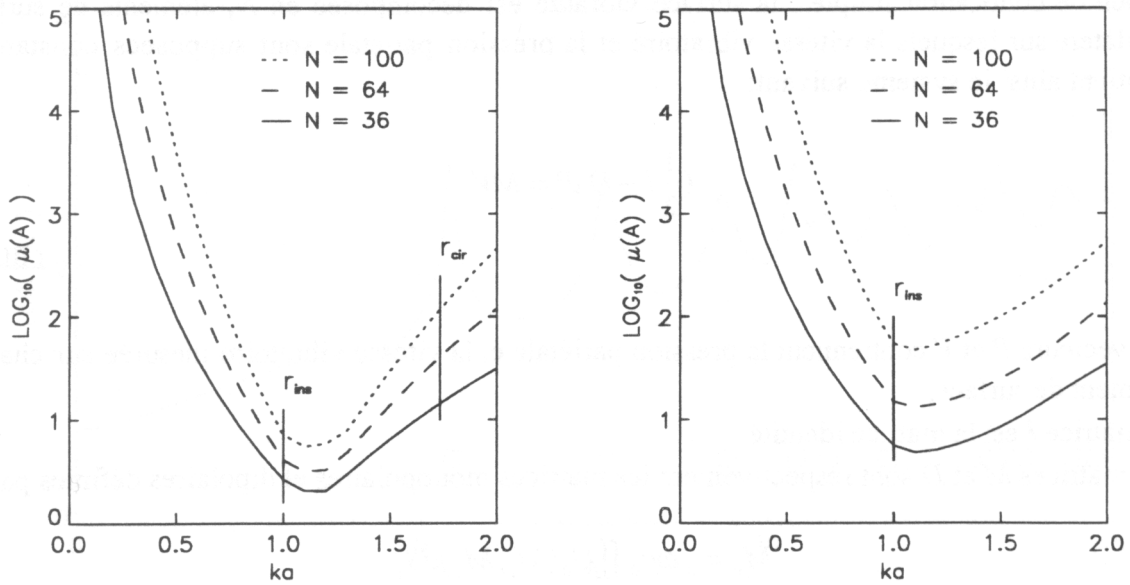 5
4
3
2
1
0
LOG₁₀( μ(A) )
N = 100
N = 64
N = 36
r_ins
r_cir
0.0 0.5 1.0 1.5 2.0
ka
5
4
3
2
1
0
LOG₁₀( μ(A) )
N = 100
N = 64
N = 36
r_ins
0.0 0.5 1.0 1.5 2.0
ka